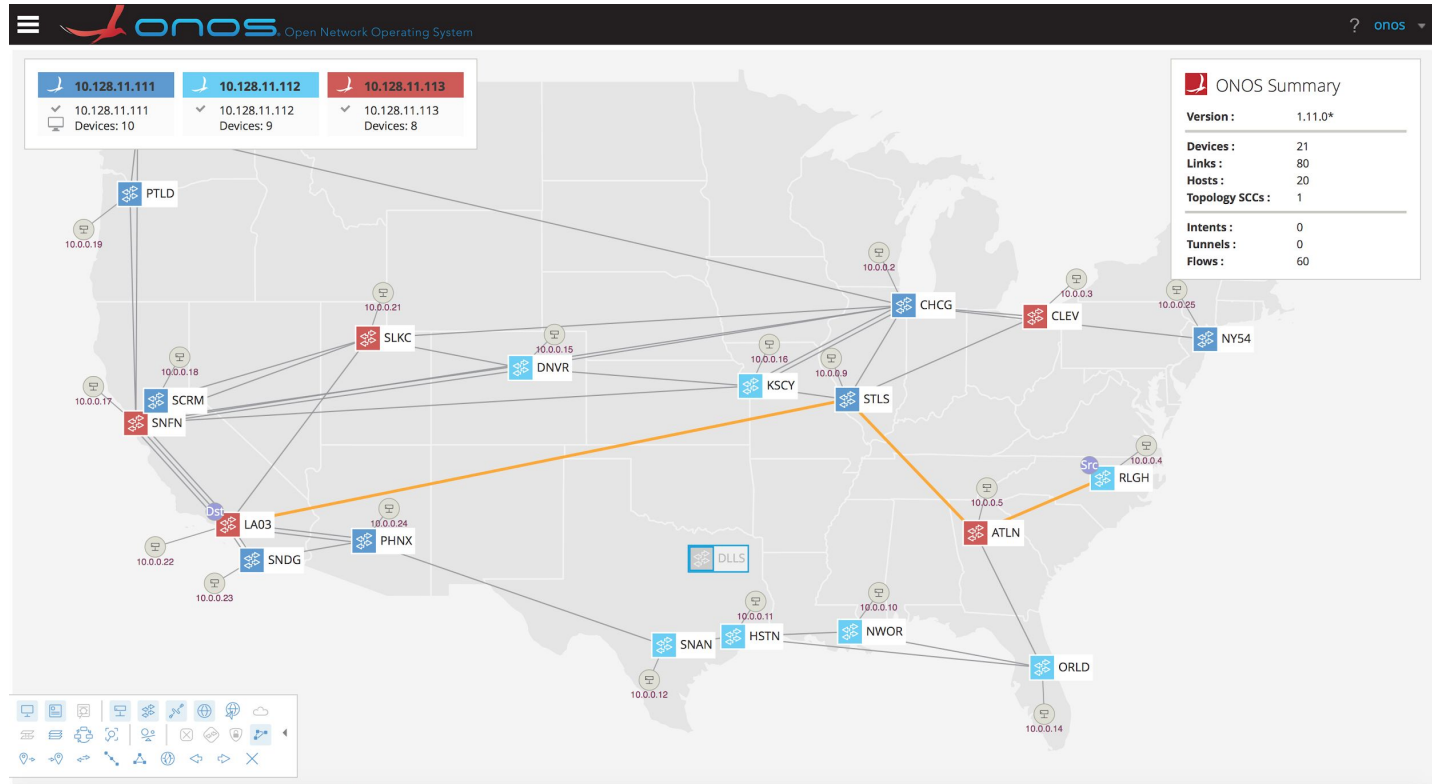 onos. Open Network Operating System
? onos
10.128.11.111
10.128.11.111
Devices: 10
10.128.11.112
10.128.11.112
Devices: 9
10.128.11.113
10.128.11.113
Devices: 8
ONOS Summary
Version : 1.11.0*
Devices : 21
Links : 80
Hosts : 20
Topology SCCs : 1
Intents : 0
Tunnels : 0
Flows : 60
PTLD
10.0.0.19
10.0.0.2
10.0.0.3
10.0.0.21
10.0.0.25
CHCG
CLEV
SLKC
NY54
10.0.0.15
10.0.0.16
10.0.0.18
DNVR
10.0.0.9
KSCY
10.0.0.17
SCRM
STLS
SNFN
10.0.0.4
Src
RLGH
10.0.0.5
Dst
LA03
10.0.0.24
PHNX
ATLN
10.0.0.22
SNDG
DLLS
10.0.0.23
10.0.0.11
10.0.0.10
NWOR
HSTN
SNAN
ORLD
10.0.0.12
10.0.0.14